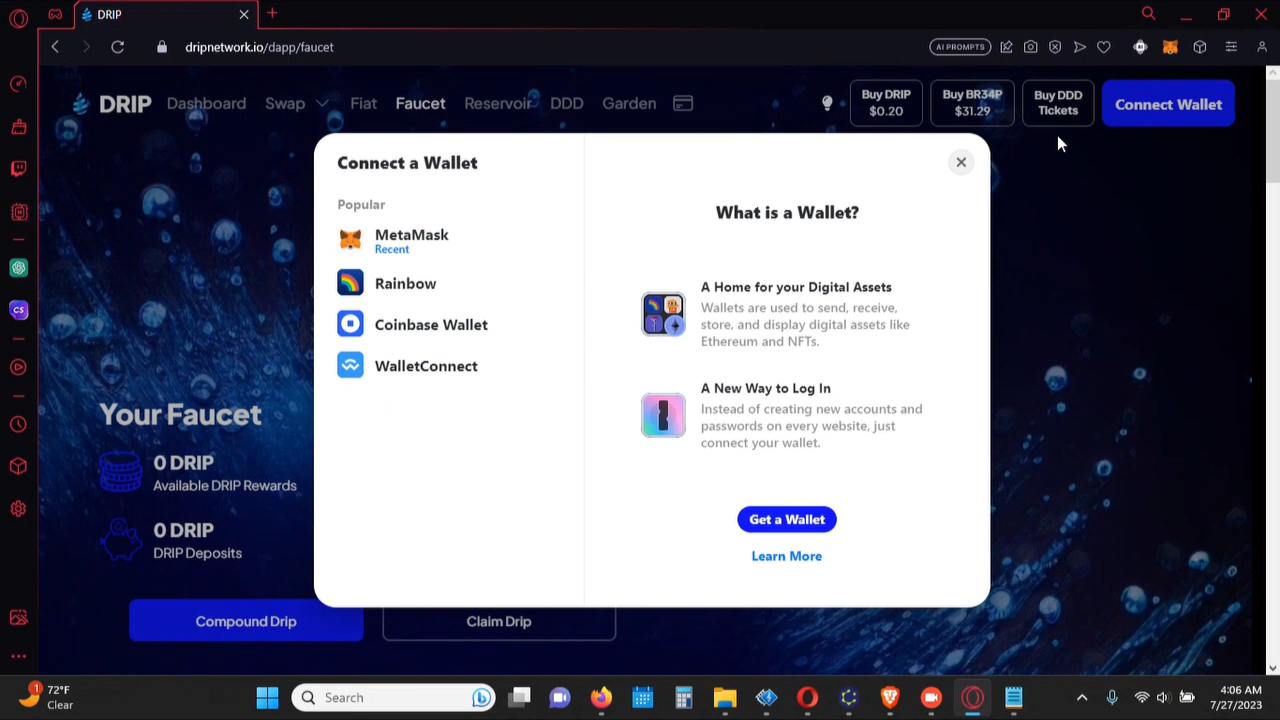 DRIP
dripnetwork.io/dapp/faucet
AI PROMPTS
DRIP
Dashboard
Swap
Fiat
Faucet
Reservoir
DDD
Garden
Buy DRIP
$0.20
Buy BR34P
$31.29
Buy DDD
Tickets
Connect Wallet
Connect a Wallet
Popular
MetaMask
Recent
Rainbow
Coinbase Wallet
WalletConnect
What is a Wallet?
A Home for your Digital Assets
Wallets are used to send, receive,
store, and display digital assets like
Ethereum and NFTs.
A New Way to Log In
Instead of creating new accounts and
passwords on every website, just
connect your wallet.
Get a Wallet
Learn More
Your Faucet
0 DRIP
Available DRIP Rewards
0 DRIP
DRIP Deposits
Compound Drip
Claim Drip
CS
1
72°F
Clear
Search
4:06 AM
7/27/2023